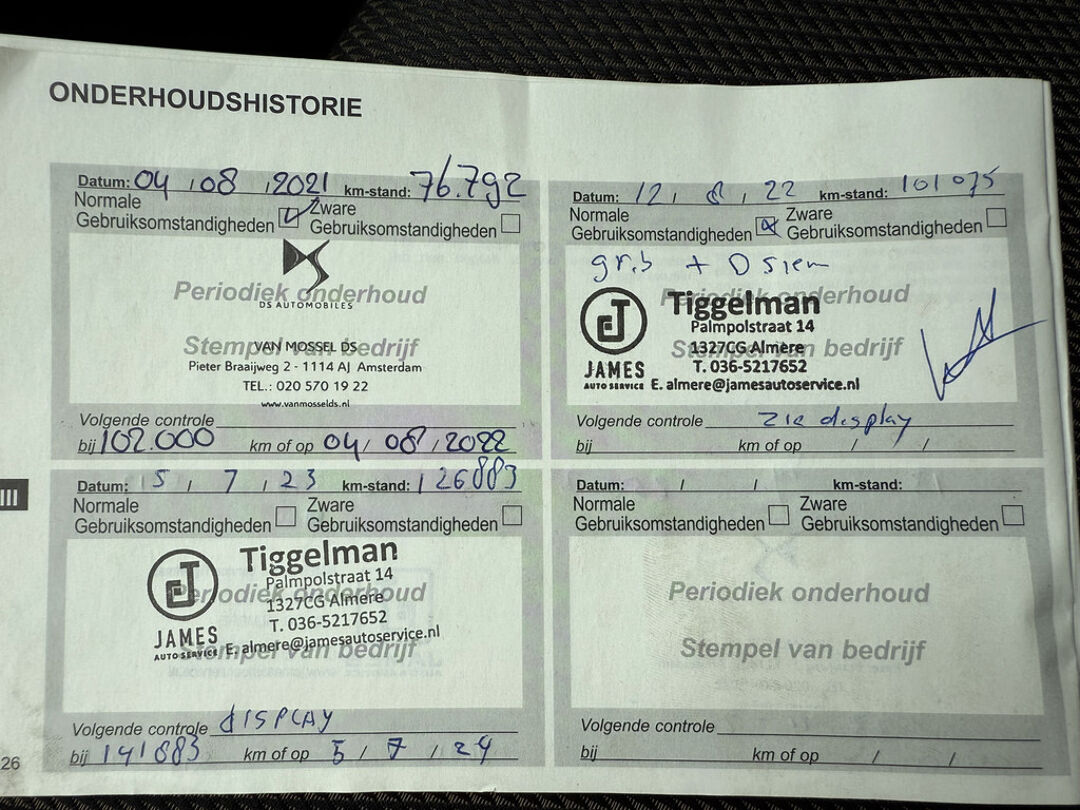 ONDERHOUDSHISTORIE
Datum: 04 / 08 / 2021 km-stand: 76.792
Normale
Gebruiksomstandigheden
Zware
Gebruiksomstandigheden
Periodiek onderhoud
DS AUTOMOBILES
Stempel van bedrijf
VAN MOSSEL DS
Pieter Braaijweg 2 - 1114 AJ Amsterdam
TEL.: 020 570 19 22
www.vanmosselds.nl
Volgende controle
bij 102.000 km of op 04 / 08 / 2022
Datum: 12 / 8 / 22 km-stand: 101075
Normale
Gebruiksomstandigheden
Zware
Gebruiksomstandigheden
gr.b +
Periodiek onderhoud
Stempel van bedrijf
JAMES
AUTO SERVICE
Tiggelman
Palmpolstraat 14
1327CG Almere
T. 036-5217652
E. almere@jamesautoservice.nl
Volgende controle zie display
bij km of op / /
Datum: 5 / 7 / 23 km-stand: 126883
Normale
Gebruiksomstandigheden
Zware
Gebruiksomstandigheden
Periodiek onderhoud
Stempel van bedrijf
JAMES
AUTO SERVICE
Tiggelman
Palmpolstraat 14
1327CG Almere
T. 036-5217652
E. almere@jamesautoservice.nl
Volgende controle DISPLAY
bij 141883 km of op 5 / 7 / 24
Datum: / / km-stand:
Normale
Gebruiksomstandigheden
Zware
Gebruiksomstandigheden
Periodiek onderhoud
Stempel van bedrijf
Volgende controle
bij km of op / /
III
26